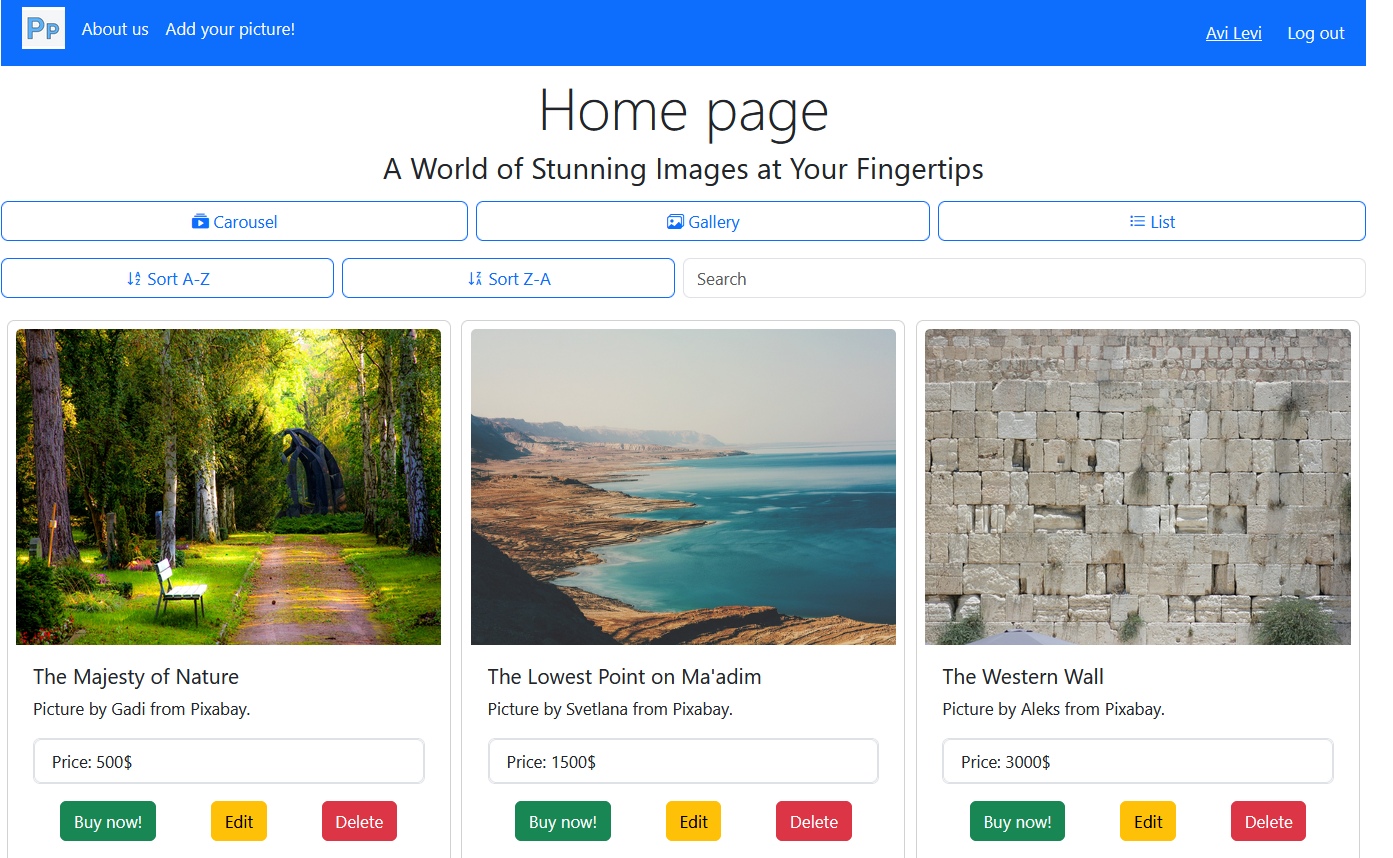 Pp About us Add your picture! Avi Levi Log out
Home page
A World of Stunning Images at Your Fingertips
Carousel Gallery List
Sort A-Z Sort Z-A Search
The Majesty of Nature The Lowest Point on Ma'adim The Western Wall
Picture by Gadi from Pixabay. Picture by Svetlana from Pixabay. Picture by Aleks from Pixabay.
Price: 500$ Price: 1500$ Price: 3000$
Buy now! Edit Delete Buy now! Edit Delete Buy now! Edit Delete